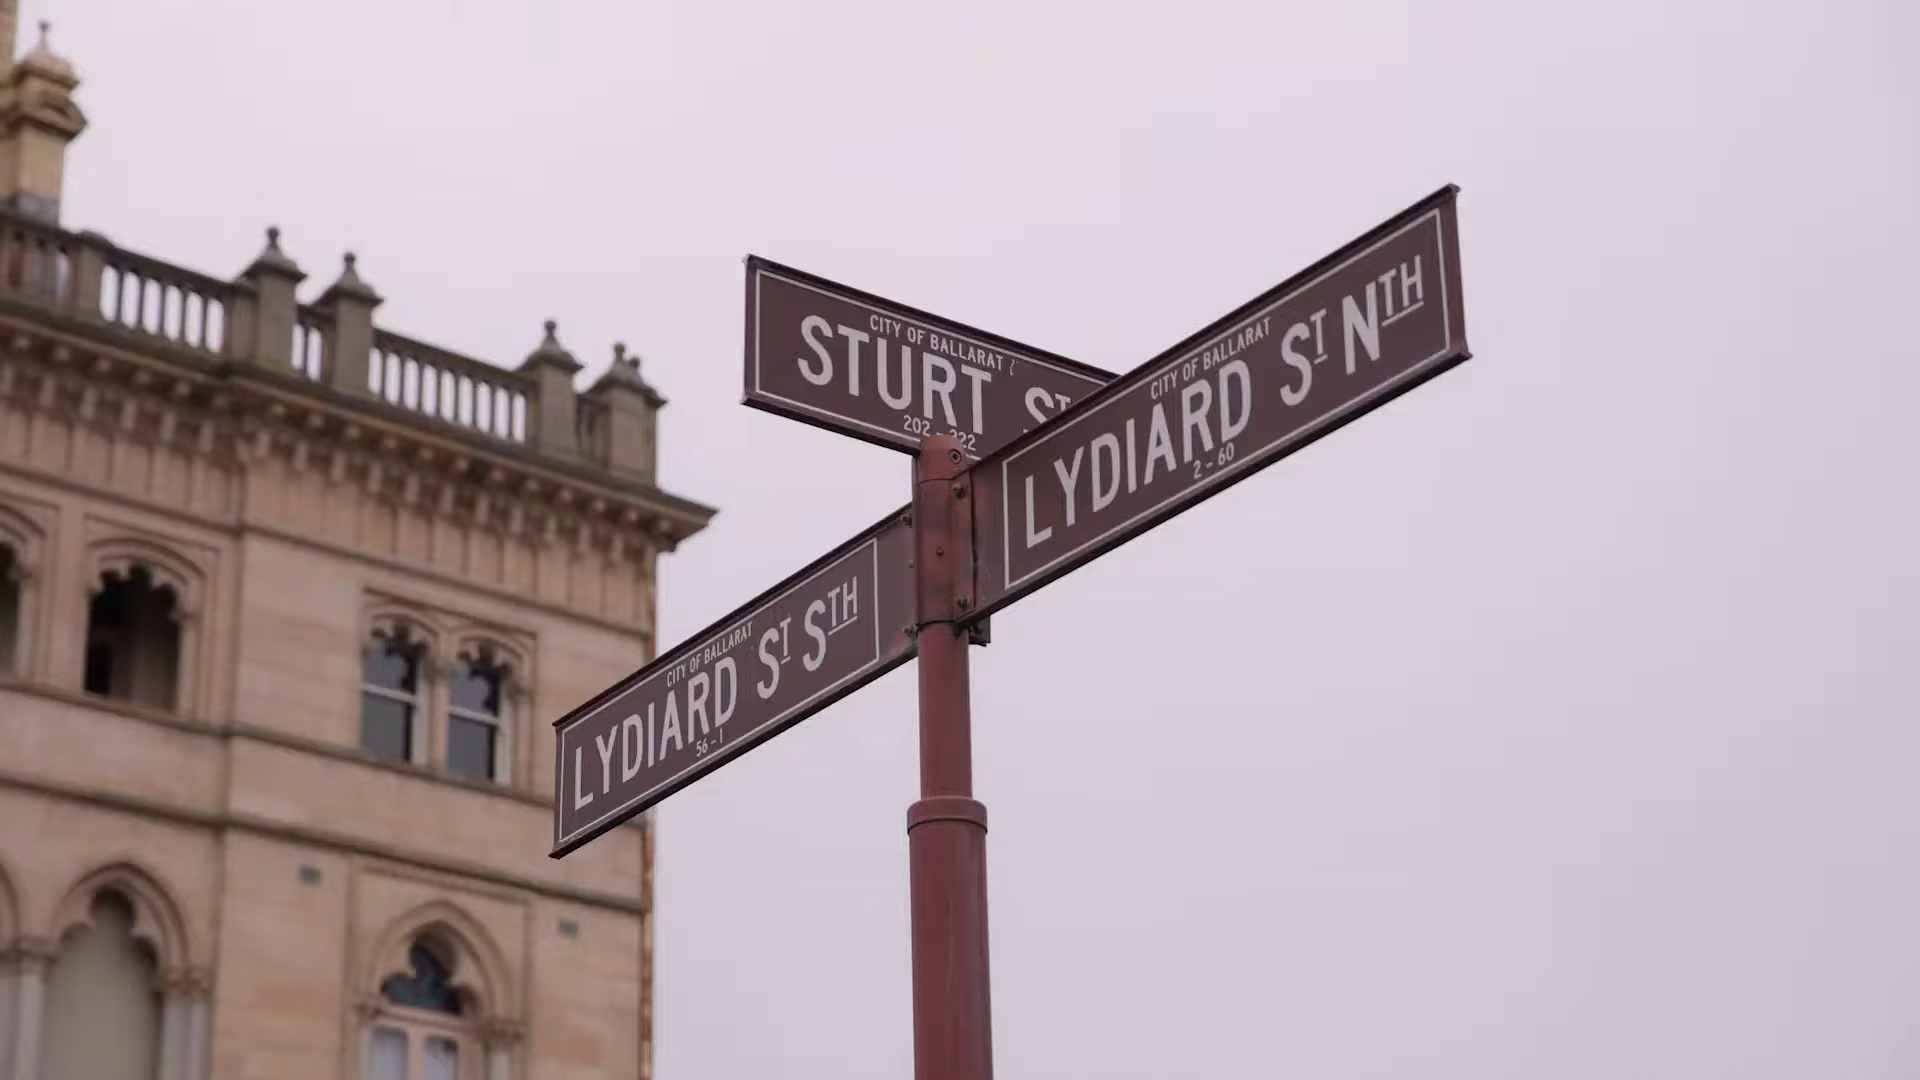 CITY OF BALLARAT
STURT ST
202 - 222
CITY OF BALLARAT
LYDIARD ST NTH
2 - 60
CITY OF BALLARAT
LYDIARD ST STH
56 - 1